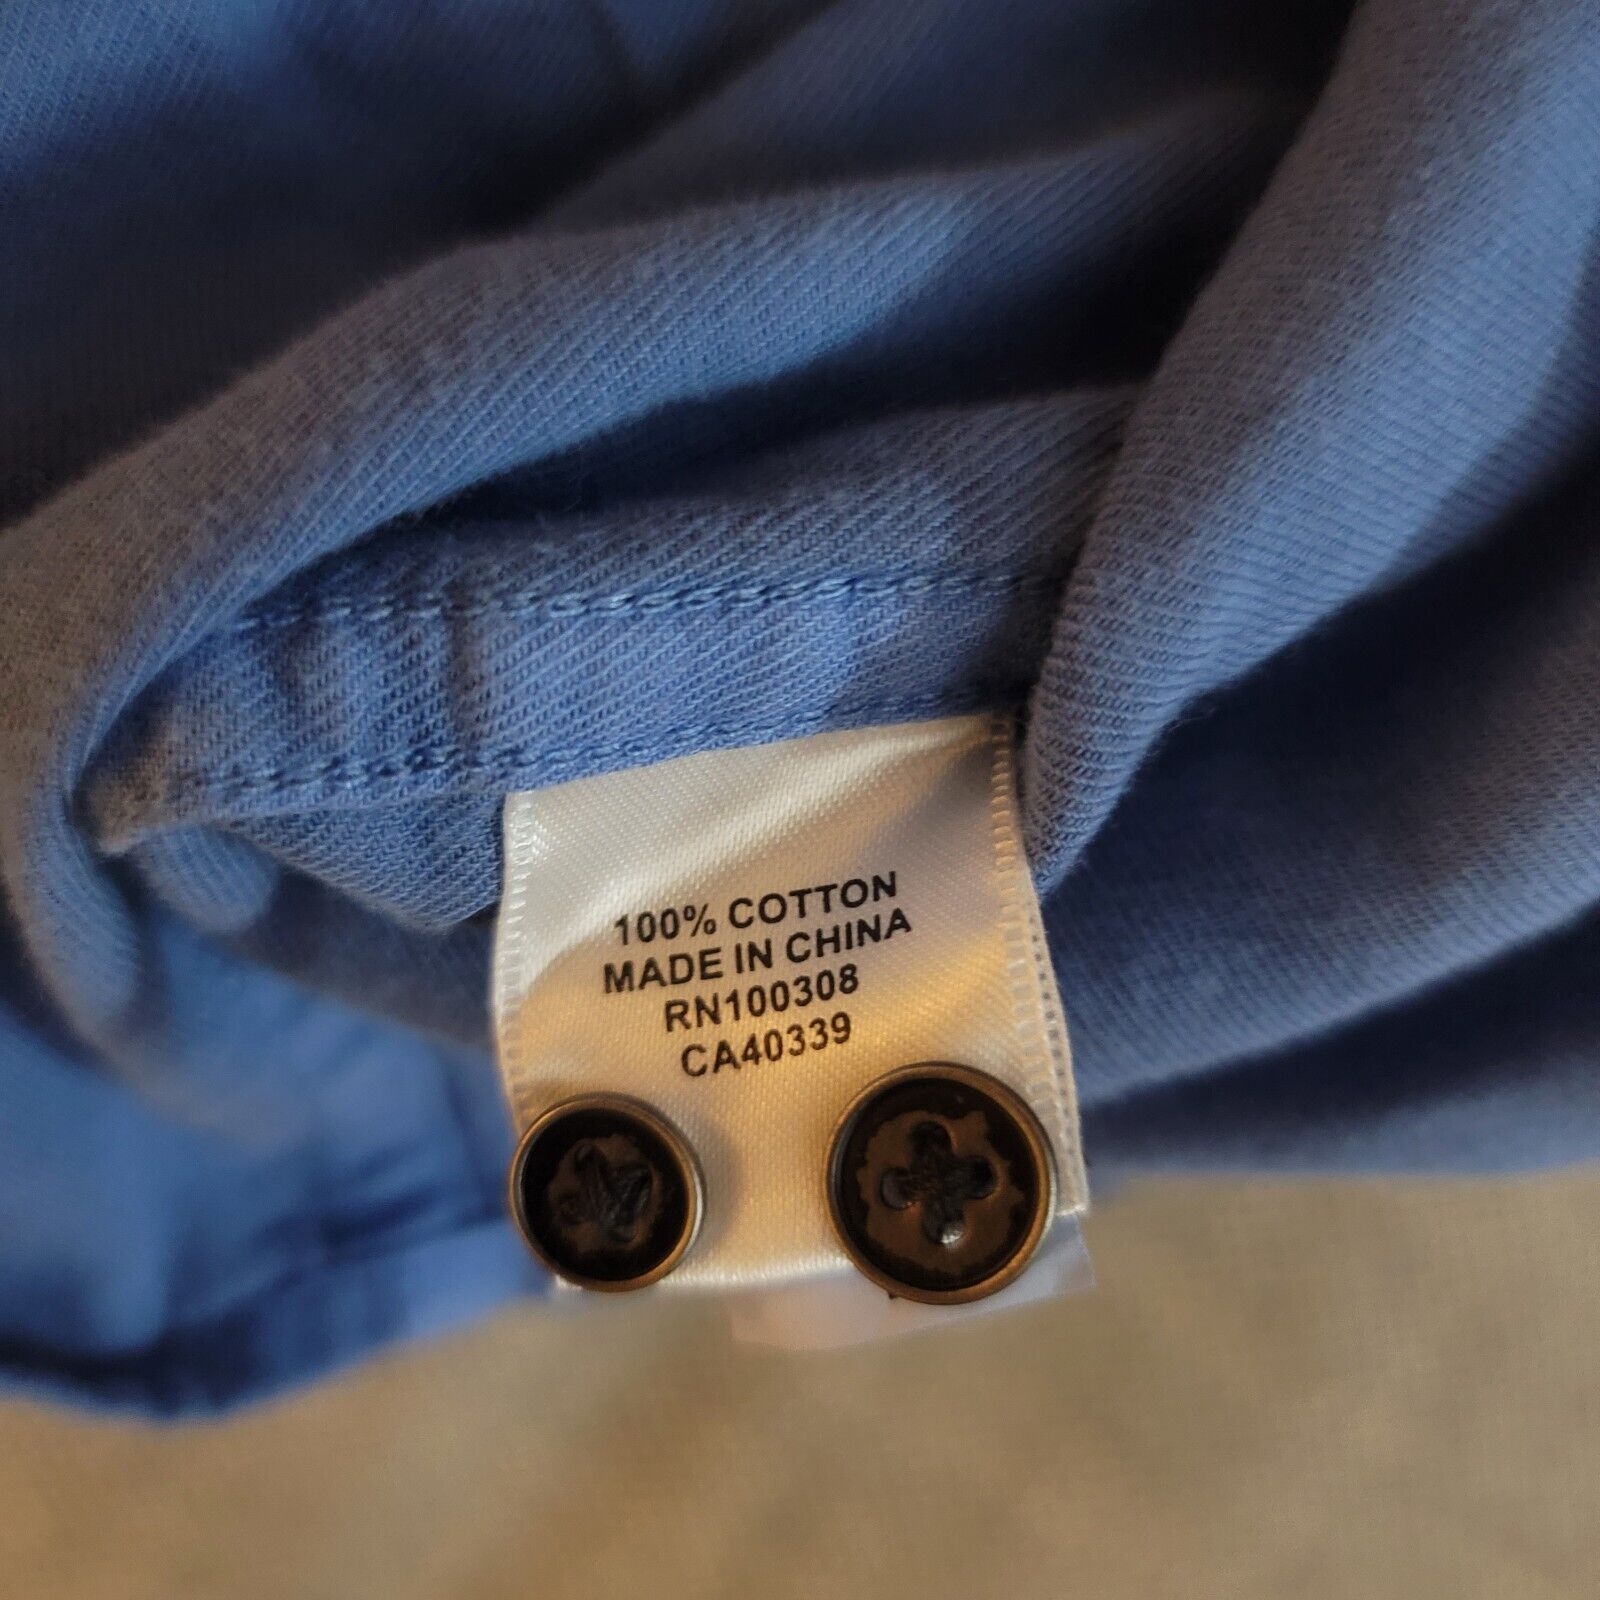 100% COTTON
MADE IN CHINA
RN100308
CA40339